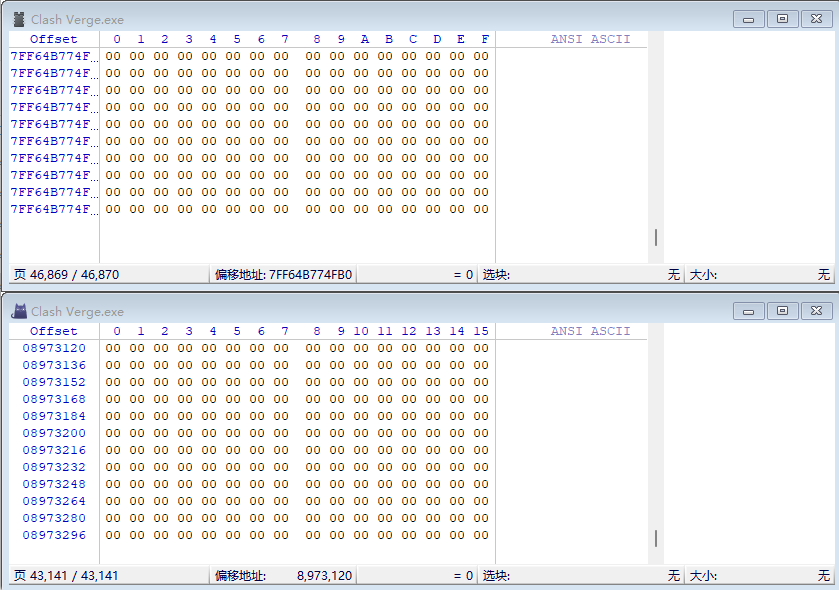 Clash Verge.exe
Offset 0 1 2 3 4 5 6 7 8 9 A B C D E F ANSI ASCII
7FF64B774F... 00 00 00 00 00 00 00 00 00 00 00 00 00 00 00 00
7FF64B774F... 00 00 00 00 00 00 00 00 00 00 00 00 00 00 00 00
7FF64B774F... 00 00 00 00 00 00 00 00 00 00 00 00 00 00 00 00
7FF64B774F... 00 00 00 00 00 00 00 00 00 00 00 00 00 00 00 00
7FF64B774F... 00 00 00 00 00 00 00 00 00 00 00 00 00 00 00 00
7FF64B774F... 00 00 00 00 00 00 00 00 00 00 00 00 00 00 00 00
7FF64B774F... 00 00 00 00 00 00 00 00 00 00 00 00 00 00 00 00
7FF64B774F... 00 00 00 00 00 00 00 00 00 00 00 00 00 00 00 00
7FF64B774F... 00 00 00 00 00 00 00 00 00 00 00 00 00 00 00 00
7FF64B774F... 00 00 00 00 00 00 00 00 00 00 00 00 00 00 00 00
页 46,869 / 46,870 偏移地址: 7FF64B774FB0 = 0 选块: 无 大小: 无
Clash Verge.exe
Offset 0 1 2 3 4 5 6 7 8 9 10 11 12 13 14 15 ANSI ASCII
08973120 00 00 00 00 00 00 00 00 00 00 00 00 00 00 00 00
08973136 00 00 00 00 00 00 00 00 00 00 00 00 00 00 00 00
08973152 00 00 00 00 00 00 00 00 00 00 00 00 00 00 00 00
08973168 00 00 00 00 00 00 00 00 00 00 00 00 00 00 00 00
08973184 00 00 00 00 00 00 00 00 00 00 00 00 00 00 00 00
08973200 00 00 00 00 00 00 00 00 00 00 00 00 00 00 00 00
08973216 00 00 00 00 00 00 00 00 00 00 00 00 00 00 00 00
08973232 00 00 00 00 00 00 00 00 00 00 00 00 00 00 00 00
08973248 00 00 00 00 00 00 00 00 00 00 00 00 00 00 00 00
08973264 00 00 00 00 00 00 00 00 00 00 00 00 00 00 00 00
08973280 00 00 00 00 00 00 00 00 00 00 00 00 00 00 00 00
08973296 00 00 00 00 00 00 00 00 00 00 00 00 00 00 00 00
页 43,141 / 43,141 偏移地址: 8,973,120 = 0 选块: 无 大小: 无